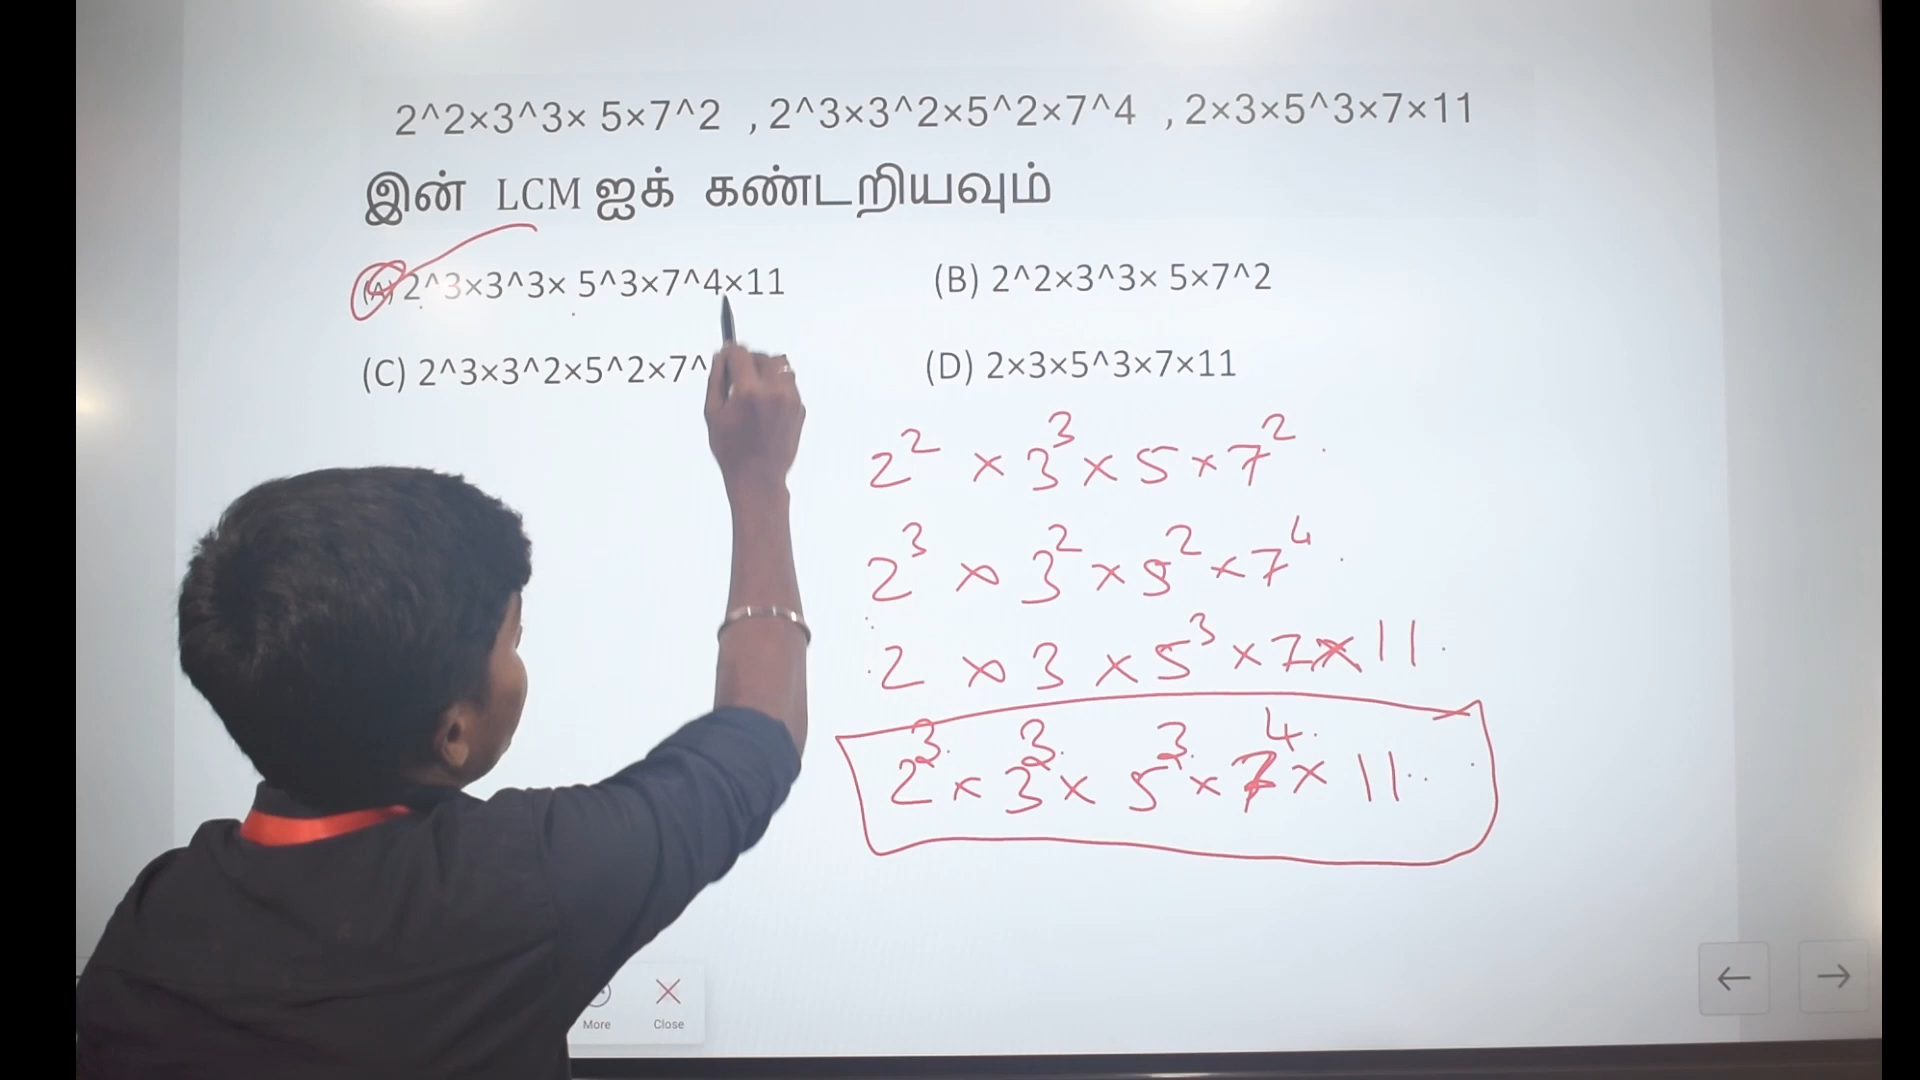 2^2×3^3× 5×7^2 , 2^3×3^2×5^2×7^4 , 2×3×5^3×7×11
இன் LCM ஐக் கண்டறியவும்
(A) 2^3×3^3× 5^3×7^4×11
(B) 2^2×3^3× 5×7^2
(C) 2^3×3^2×5^2×7^
(D) 2×3×5^3×7×11
2² × 3³ × 5 × 7²
2³ × 3² × 5² × 7⁴
2 × 3 × 5³ × 7 × 11
2³ × 3³ × 5³ × 7⁴ × 11
More Close